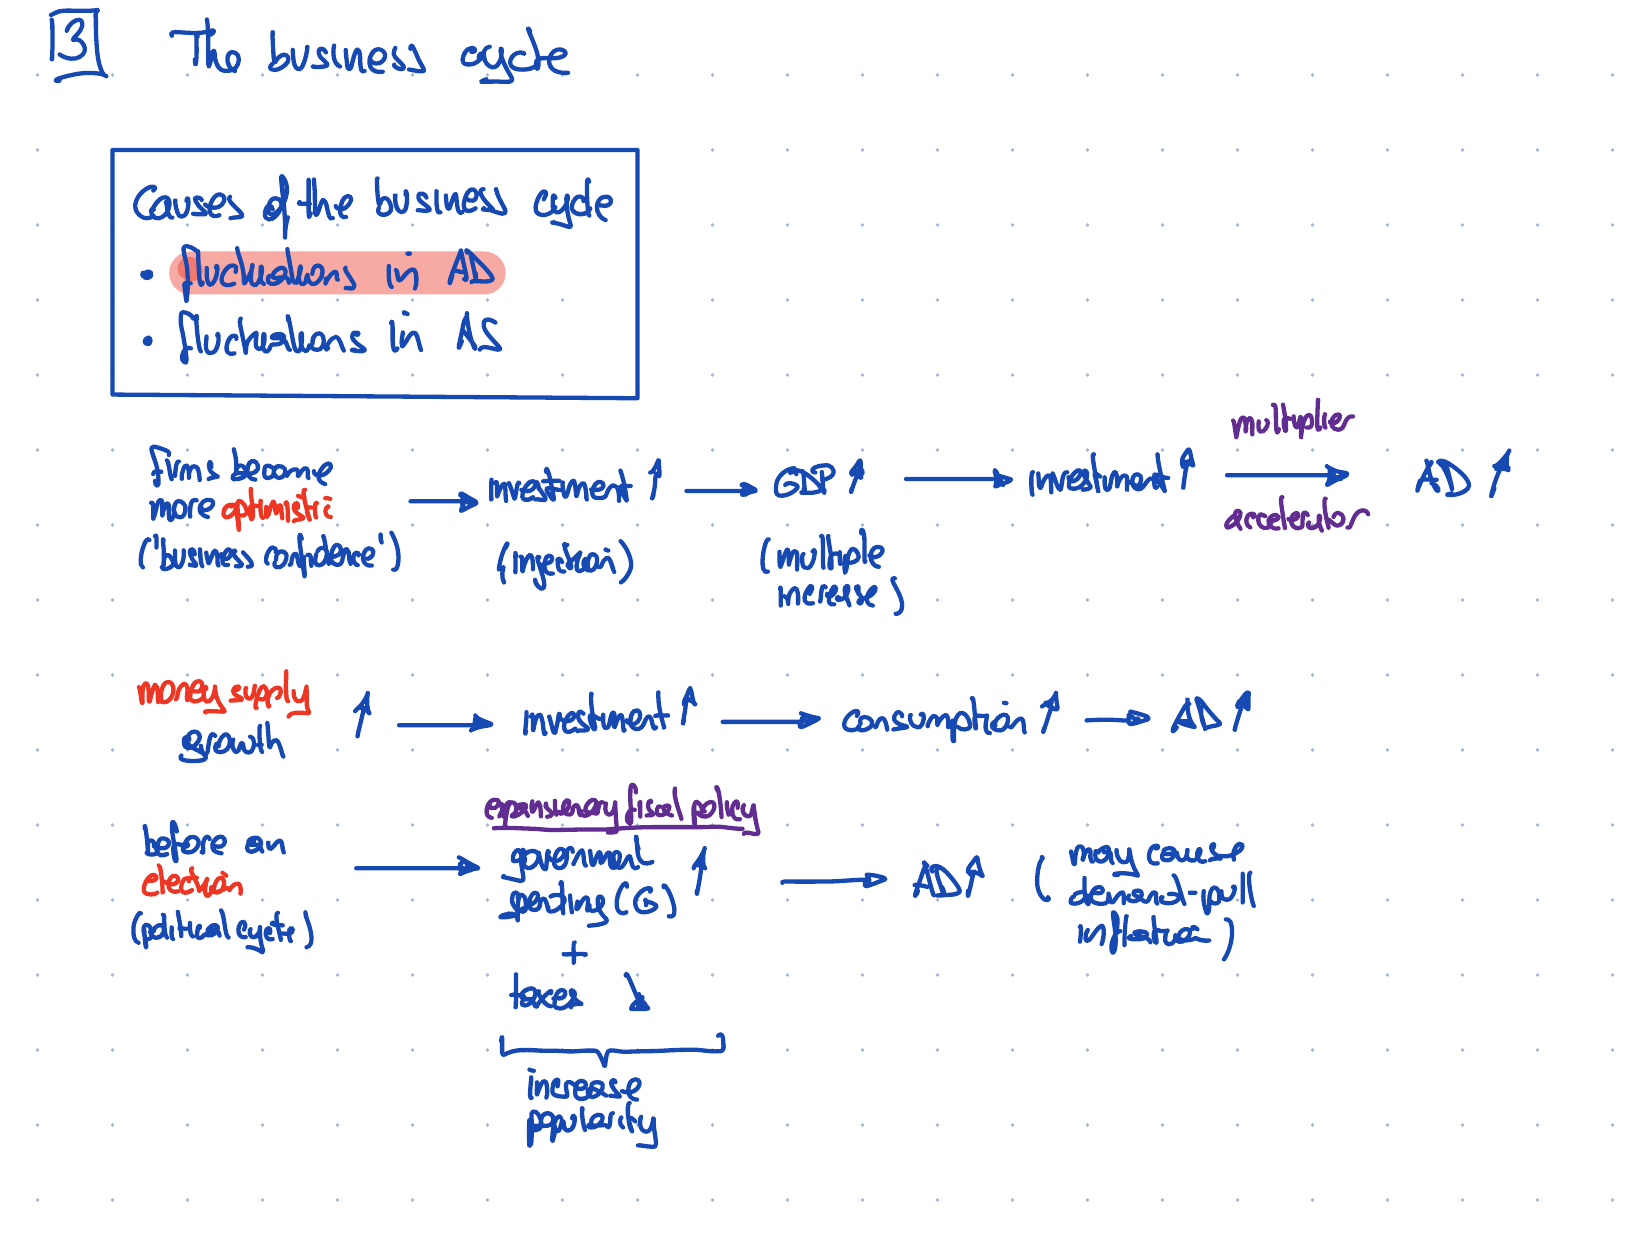 3 The business cycle
Causes of the business cycle
• fluctuations in AD
• fluctuations in AS
firms become
more optimistic
('business confidence')
→ investment ↑
(injection)
→ GDP ↑
(multiple
increase)
→ investment ↑
multiplier
→
accelerator
AD ↑
money supply
growth ↑ → investment ↑ → consumption ↑ → AD ↑
before an
election
(political cycle)
→
expansionary fiscal policy
government
spending (G) ↑
+
taxes ↘
increase
popularity
→ AD ↑
(may cause
demand-pull
inflation)